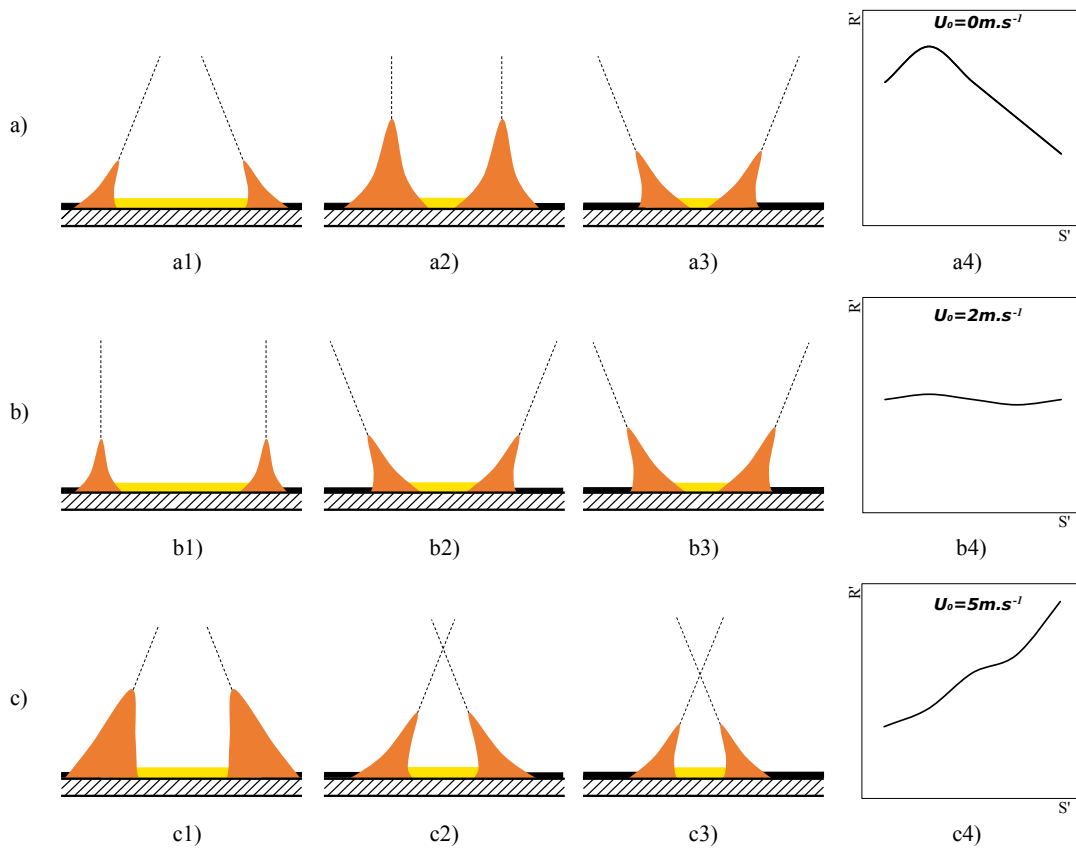 R'
U₀=0m.s⁻¹
a)
S'
a1)
a2)
a3)
a4)
R'
U₀=2m.s⁻¹
b)
S'
b1)
b2)
b3)
b4)
R'
U₀=5m.s⁻¹
c)
S'
c1)
c2)
c3)
c4)